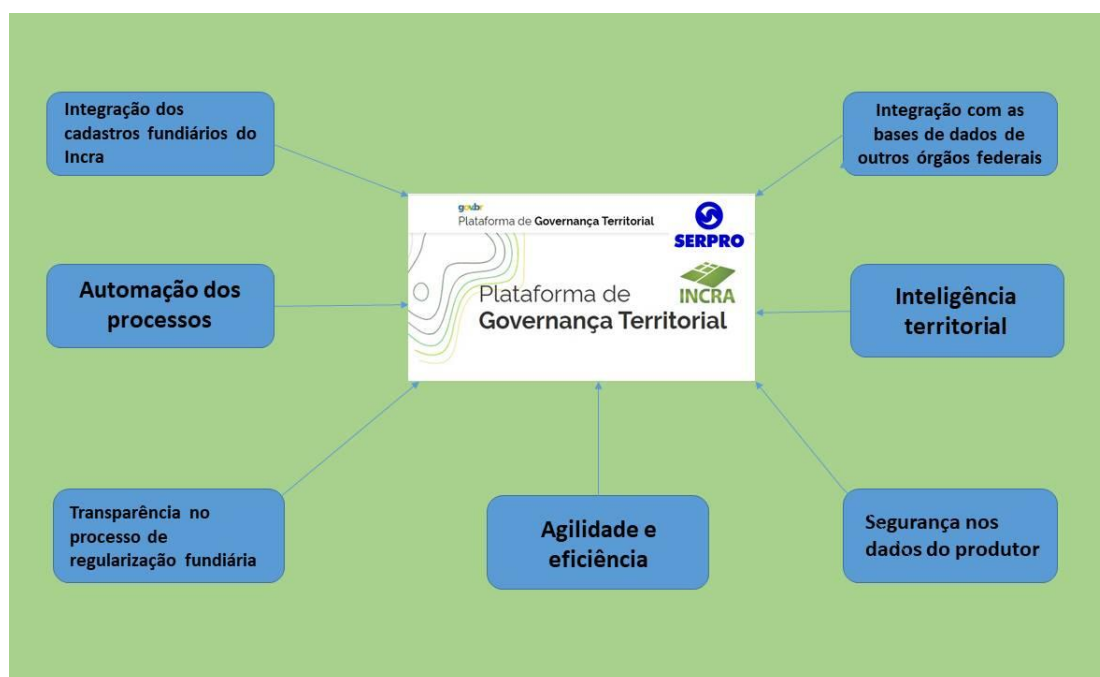 Integração dos
cadastros fundiários do
Incra
Integração com as
bases de dados de
outros órgãos federais
gov.br
Plataforma de Governança Territorial
SERPRO
INCRA
Plataforma de
Governança Territorial
Automação dos
processos
Inteligência
territorial
Transparência no
processo de
regularização fundiária
Agilidade e
eficiência
Segurança nos
dados do produtor